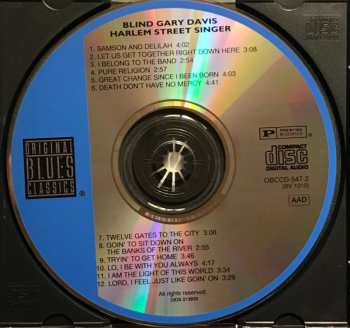 BLIND GARY DAVIS
HARLEM STREET SINGER
1. SAMSON AND DELILAH 4:02
2. LET US GET TOGETHER RIGHT DOWN HERE 3:08
3. I BELONG TO THE BAND 2:54
4. PURE RELIGION 2:57
5. GREAT CHANGE SINCE I BEEN BORN 4:03
6. DEATH DON'T HAVE NO MERCY 4:41
ORIGINAL
BLUES
CLASSICS
PRESTIGE
COMPACT
disc
DIGITAL AUDIO
OBCCD-547-2
(BV 1015)
AAD
7. TWELVE GATES TO THE CITY 3:06
8. GOIN' TO SIT DOWN ON
THE BANKS OF THE RIVER 2:55
9. TRYIN' TO GET HOME 3:46
10. LO, I BE WITH YOU ALWAYS 4:17
11. I AM THE LIGHT OF THIS WORLD 3:34
12. LORD, I FEEL JUST LIKE GOIN' ON 3:29
All rights reserved.